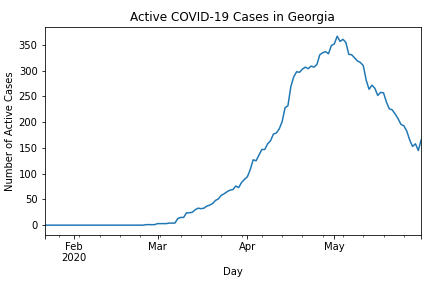 Active COVID-19 Cases in Georgia
Number of Active Cases
350
300
250
200
150
100
50
0
Feb
2020
Mar
Apr
May
Day